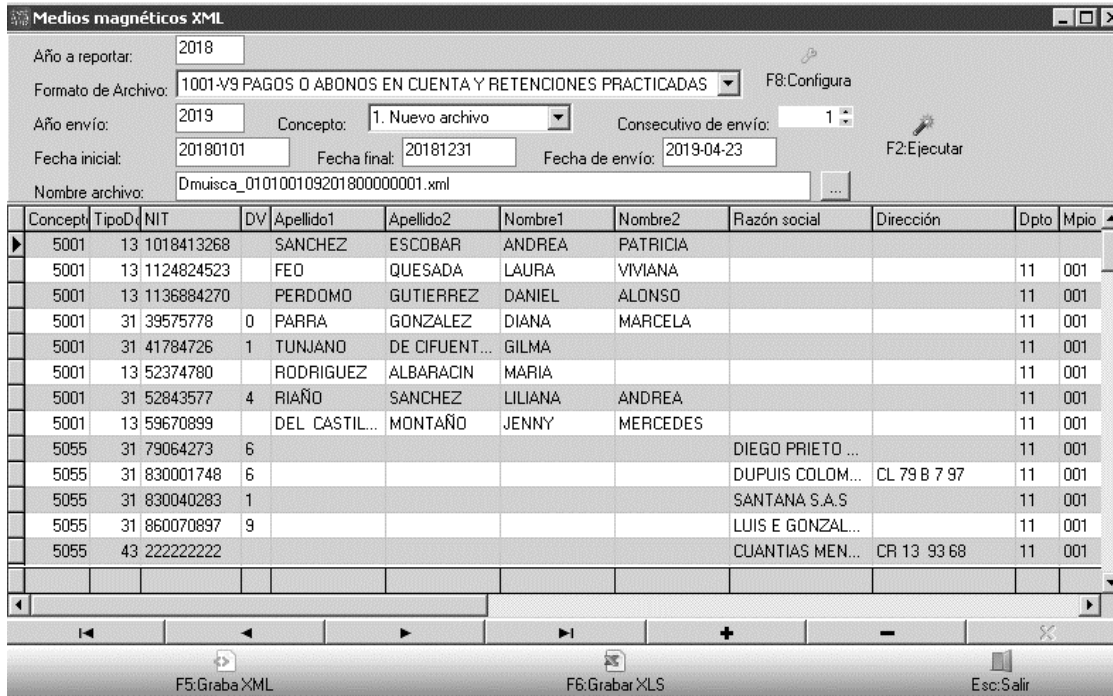 Medios magnéticos XML
Año a reportar: 2018
Formato de Archivo: 1001-V9 PAGOS O ABONOS EN CUENTA Y RETENCIONES PRACTICADAS F8:Configura
Año envío: 2019 Concepto: 1. Nuevo archivo Consecutivo de envío: 1
Fecha inicial: 20180101 Fecha final: 20181231 Fecha de envío: 2019-04-23 F2:Ejecutar
Nombre archivo: Dmuisca_010100109201800000001.xml ...
Concepto TipoDo NIT DV Apellido1 Apellido2 Nombre1 Nombre2 Razón social Dirección Dpto Mpio
5001 13 1018413268 SANCHEZ ESCOBAR ANDREA PATRICIA
5001 13 1124824523 FEO QUESADA LAURA VIVIANA 11 001
5001 13 1136884270 PERDOMO GUTIERREZ DANIEL ALONSO 11 001
5001 31 39575778 0 PARRA GONZALEZ DIANA MARCELA 11 001
5001 31 41784726 1 TUNJANO DE CIFUENT... GILMA 11 001
5001 13 52374780 RODRIGUEZ ALBARACIN MARIA 11 001
5001 31 52843577 4 RIAÑO SANCHEZ LILIANA ANDREA 11 001
5001 13 59670899 DEL CASTIL... MONTAÑO JENNY MERCEDES 11 001
5055 31 79064273 6 DIEGO PRIETO ... 11 001
5055 31 830001748 6 DUPUIS COLOM... CL 79 B 7 97 11 001
5055 31 830040283 1 SANTANA S.A.S 11 001
5055 31 860070897 9 LUIS E GONZAL... 11 001
5055 43 222222222 CUANTIAS MEN... CR 13 93 68 11 001
F5:Graba XML F6:Grabar XLS Esc:Salir